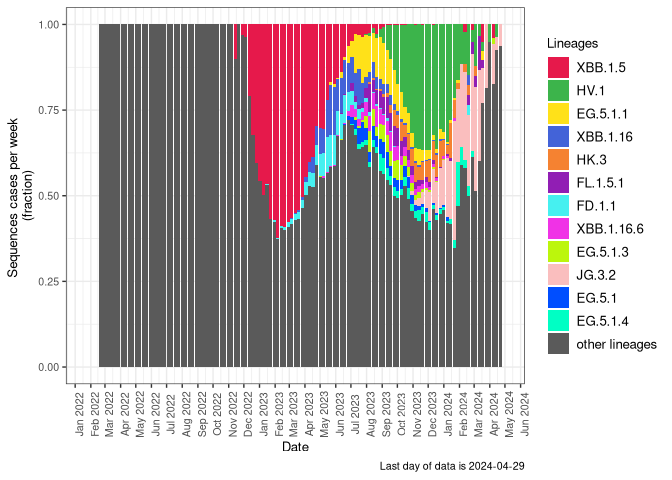 1.00
0.75
0.50
0.25
0.00
Sequences cases per week
(fraction)
Jan 2022
Feb 2022
Mar 2022
Apr 2022
May 2022
Jun 2022
Jul 2022
Aug 2022
Sep 2022
Oct 2022
Nov 2022
Dec 2022
Jan 2023
Feb 2023
Mar 2023
Apr 2023
May 2023
Jun 2023
Jul 2023
Aug 2023
Sep 2023
Oct 2023
Nov 2023
Dec 2023
Jan 2024
Feb 2024
Mar 2024
Apr 2024
May 2024
Jun 2024
Date
Lineages
XBB.1.5
HV.1
EG.5.1.1
XBB.1.16
HK.3
FL.1.5.1
FD.1.1
XBB.1.16.6
EG.5.1.3
JG.3.2
EG.5.1
EG.5.1.4
other lineages
Last day of data is 2024-04-29